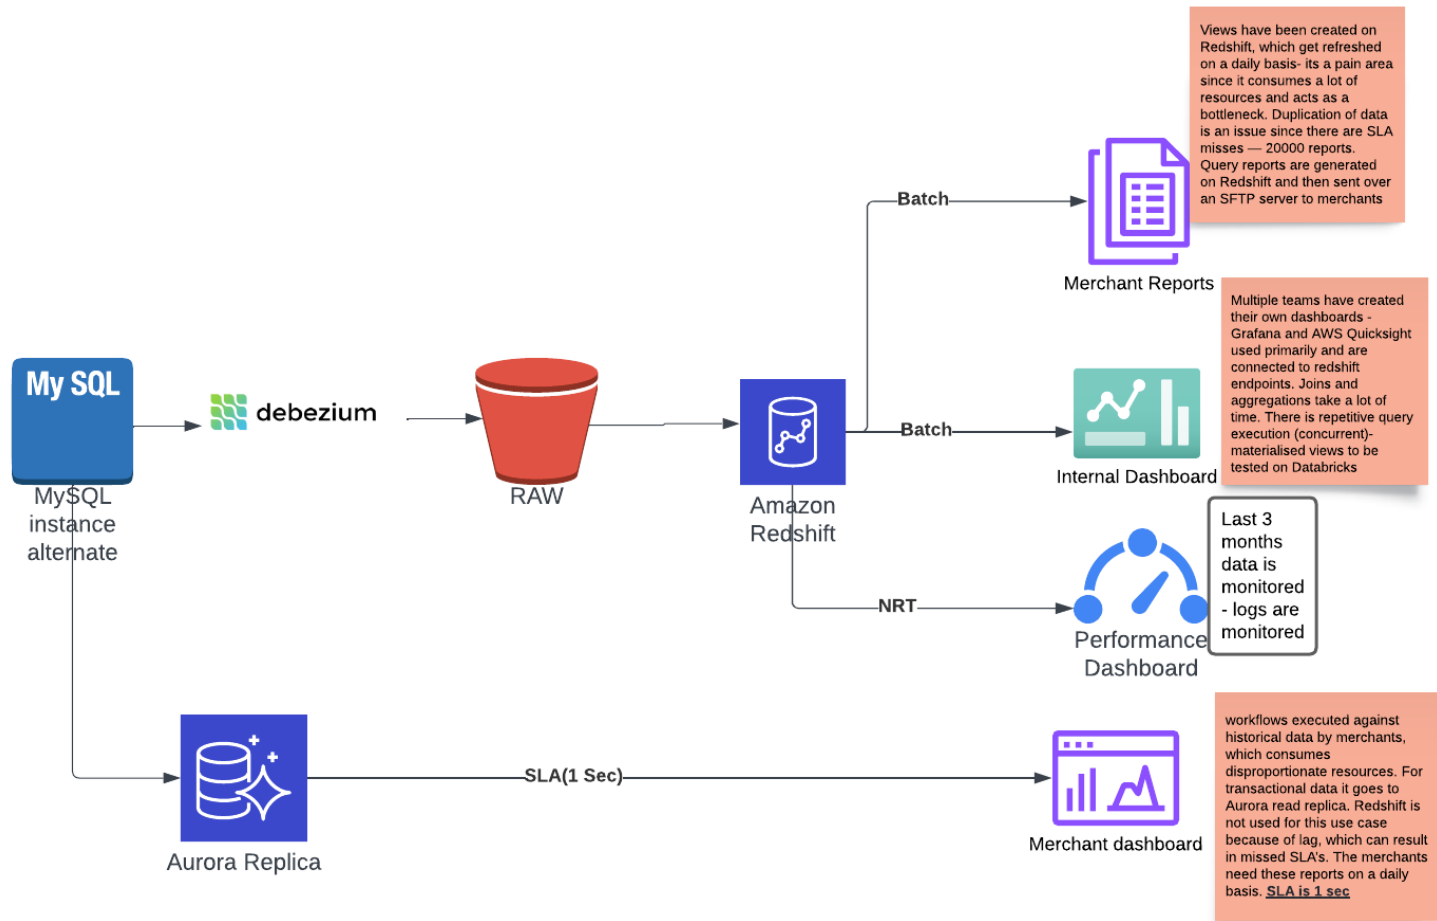 Views have been created on
Redshift, which get refreshed
on a daily basis- its a pain area
since it consumes a lot of
resources and acts as a
bottleneck. Duplication of data
is an issue since there are SLA
misses — 20000 reports.
Query reports are generated
on Redshift and then sent over
an SFTP server to merchants
Batch
Merchant Reports
Multiple teams have created
their own dashboards -
Grafana and AWS Quicksight
used primarily and are
connected to redshift
endpoints. Joins and
aggregations take a lot of
time. There is repetitive query
execution (concurrent)-
materialised views to be
tested on Databricks
My SQL
debezium
Batch
Internal Dashboard
MySQL
instance
alternate
RAW
Amazon
Redshift
Last 3
months
data is
monitored
- logs are
monitored
NRT
Performance
Dashboard
workflows executed against
historical data by merchants,
which consumes
disproportionate resources. For
transactional data it goes to
Aurora read replica. Redshift is
not used for this use case
because of lag, which can result
in missed SLA's. The merchants
need these reports on a daily
basis. SLA is 1 sec
SLA(1 Sec)
Merchant dashboard
Aurora Replica